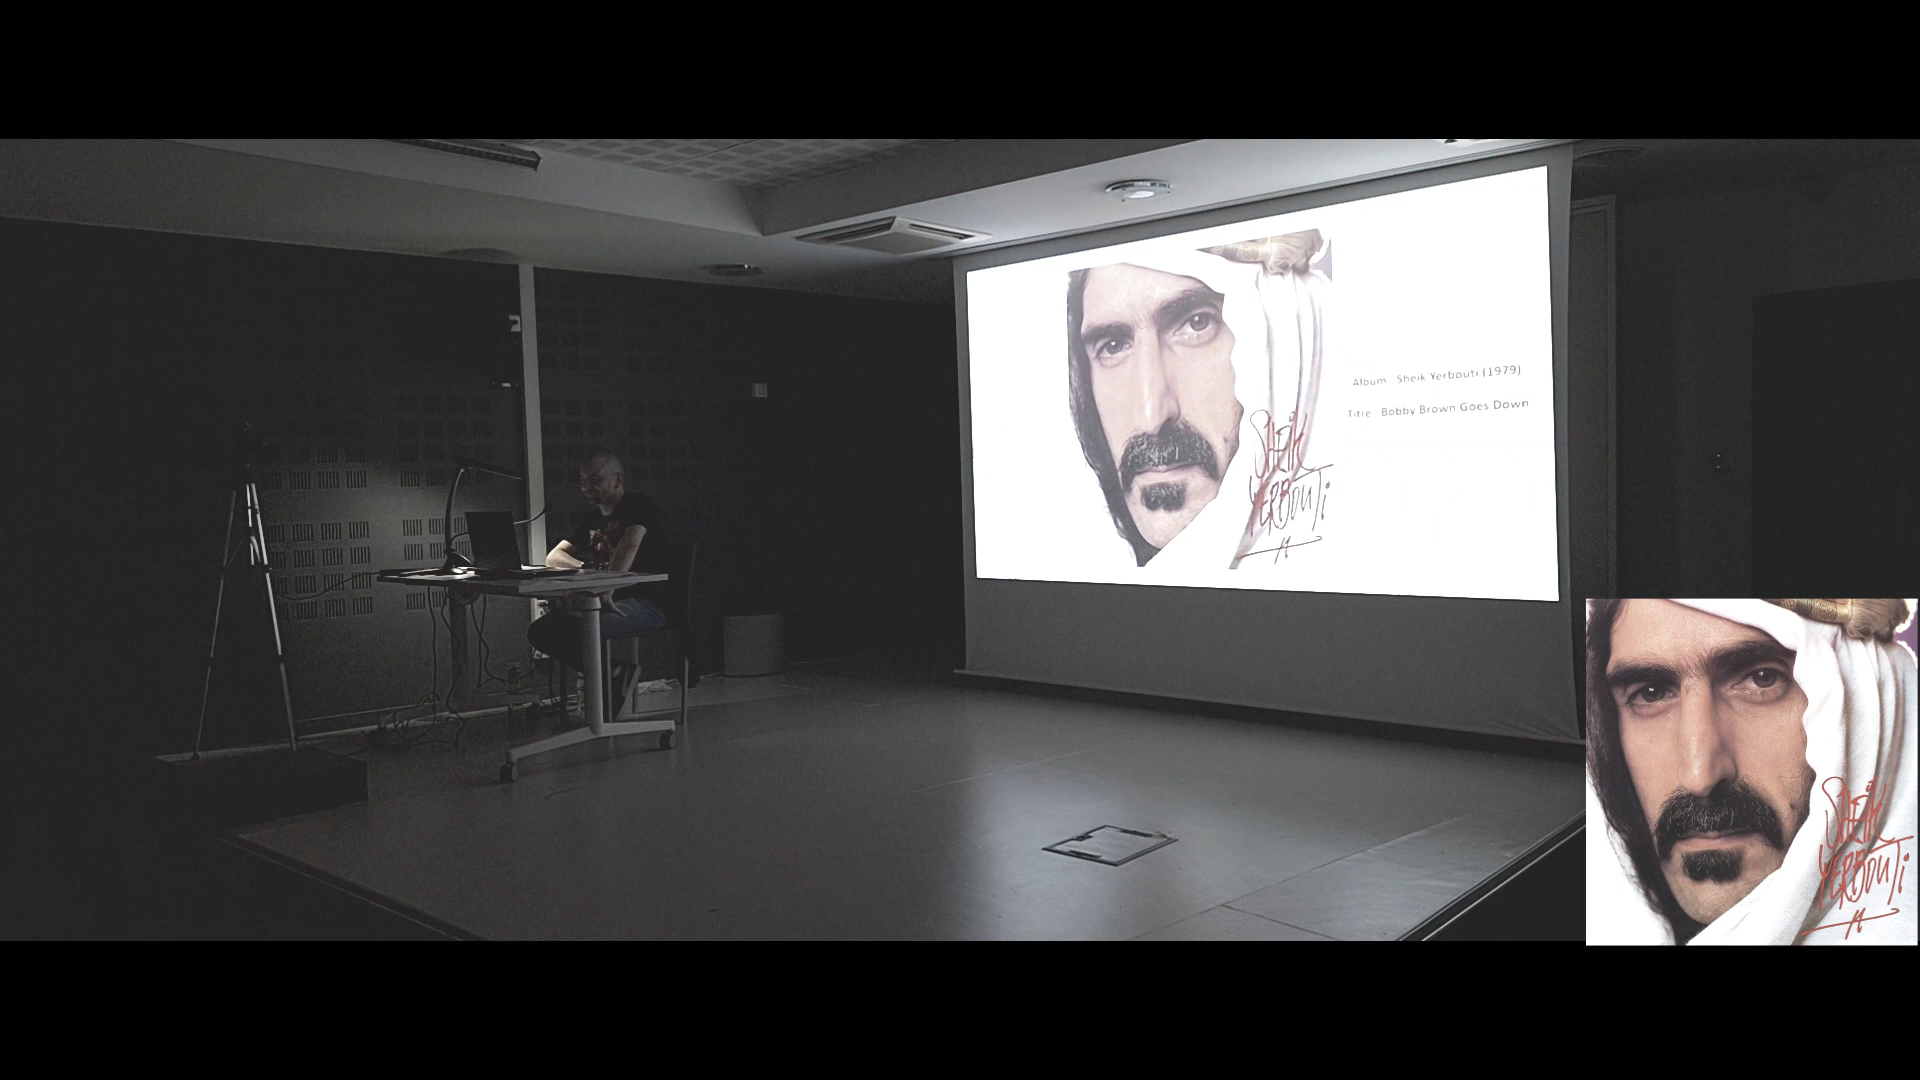 Album : Sheik Yerbouti (1979)
Titre : Bobby Brown Goes Down
SHEIK
YERBOUTI
SHEIK
YERBOUTI